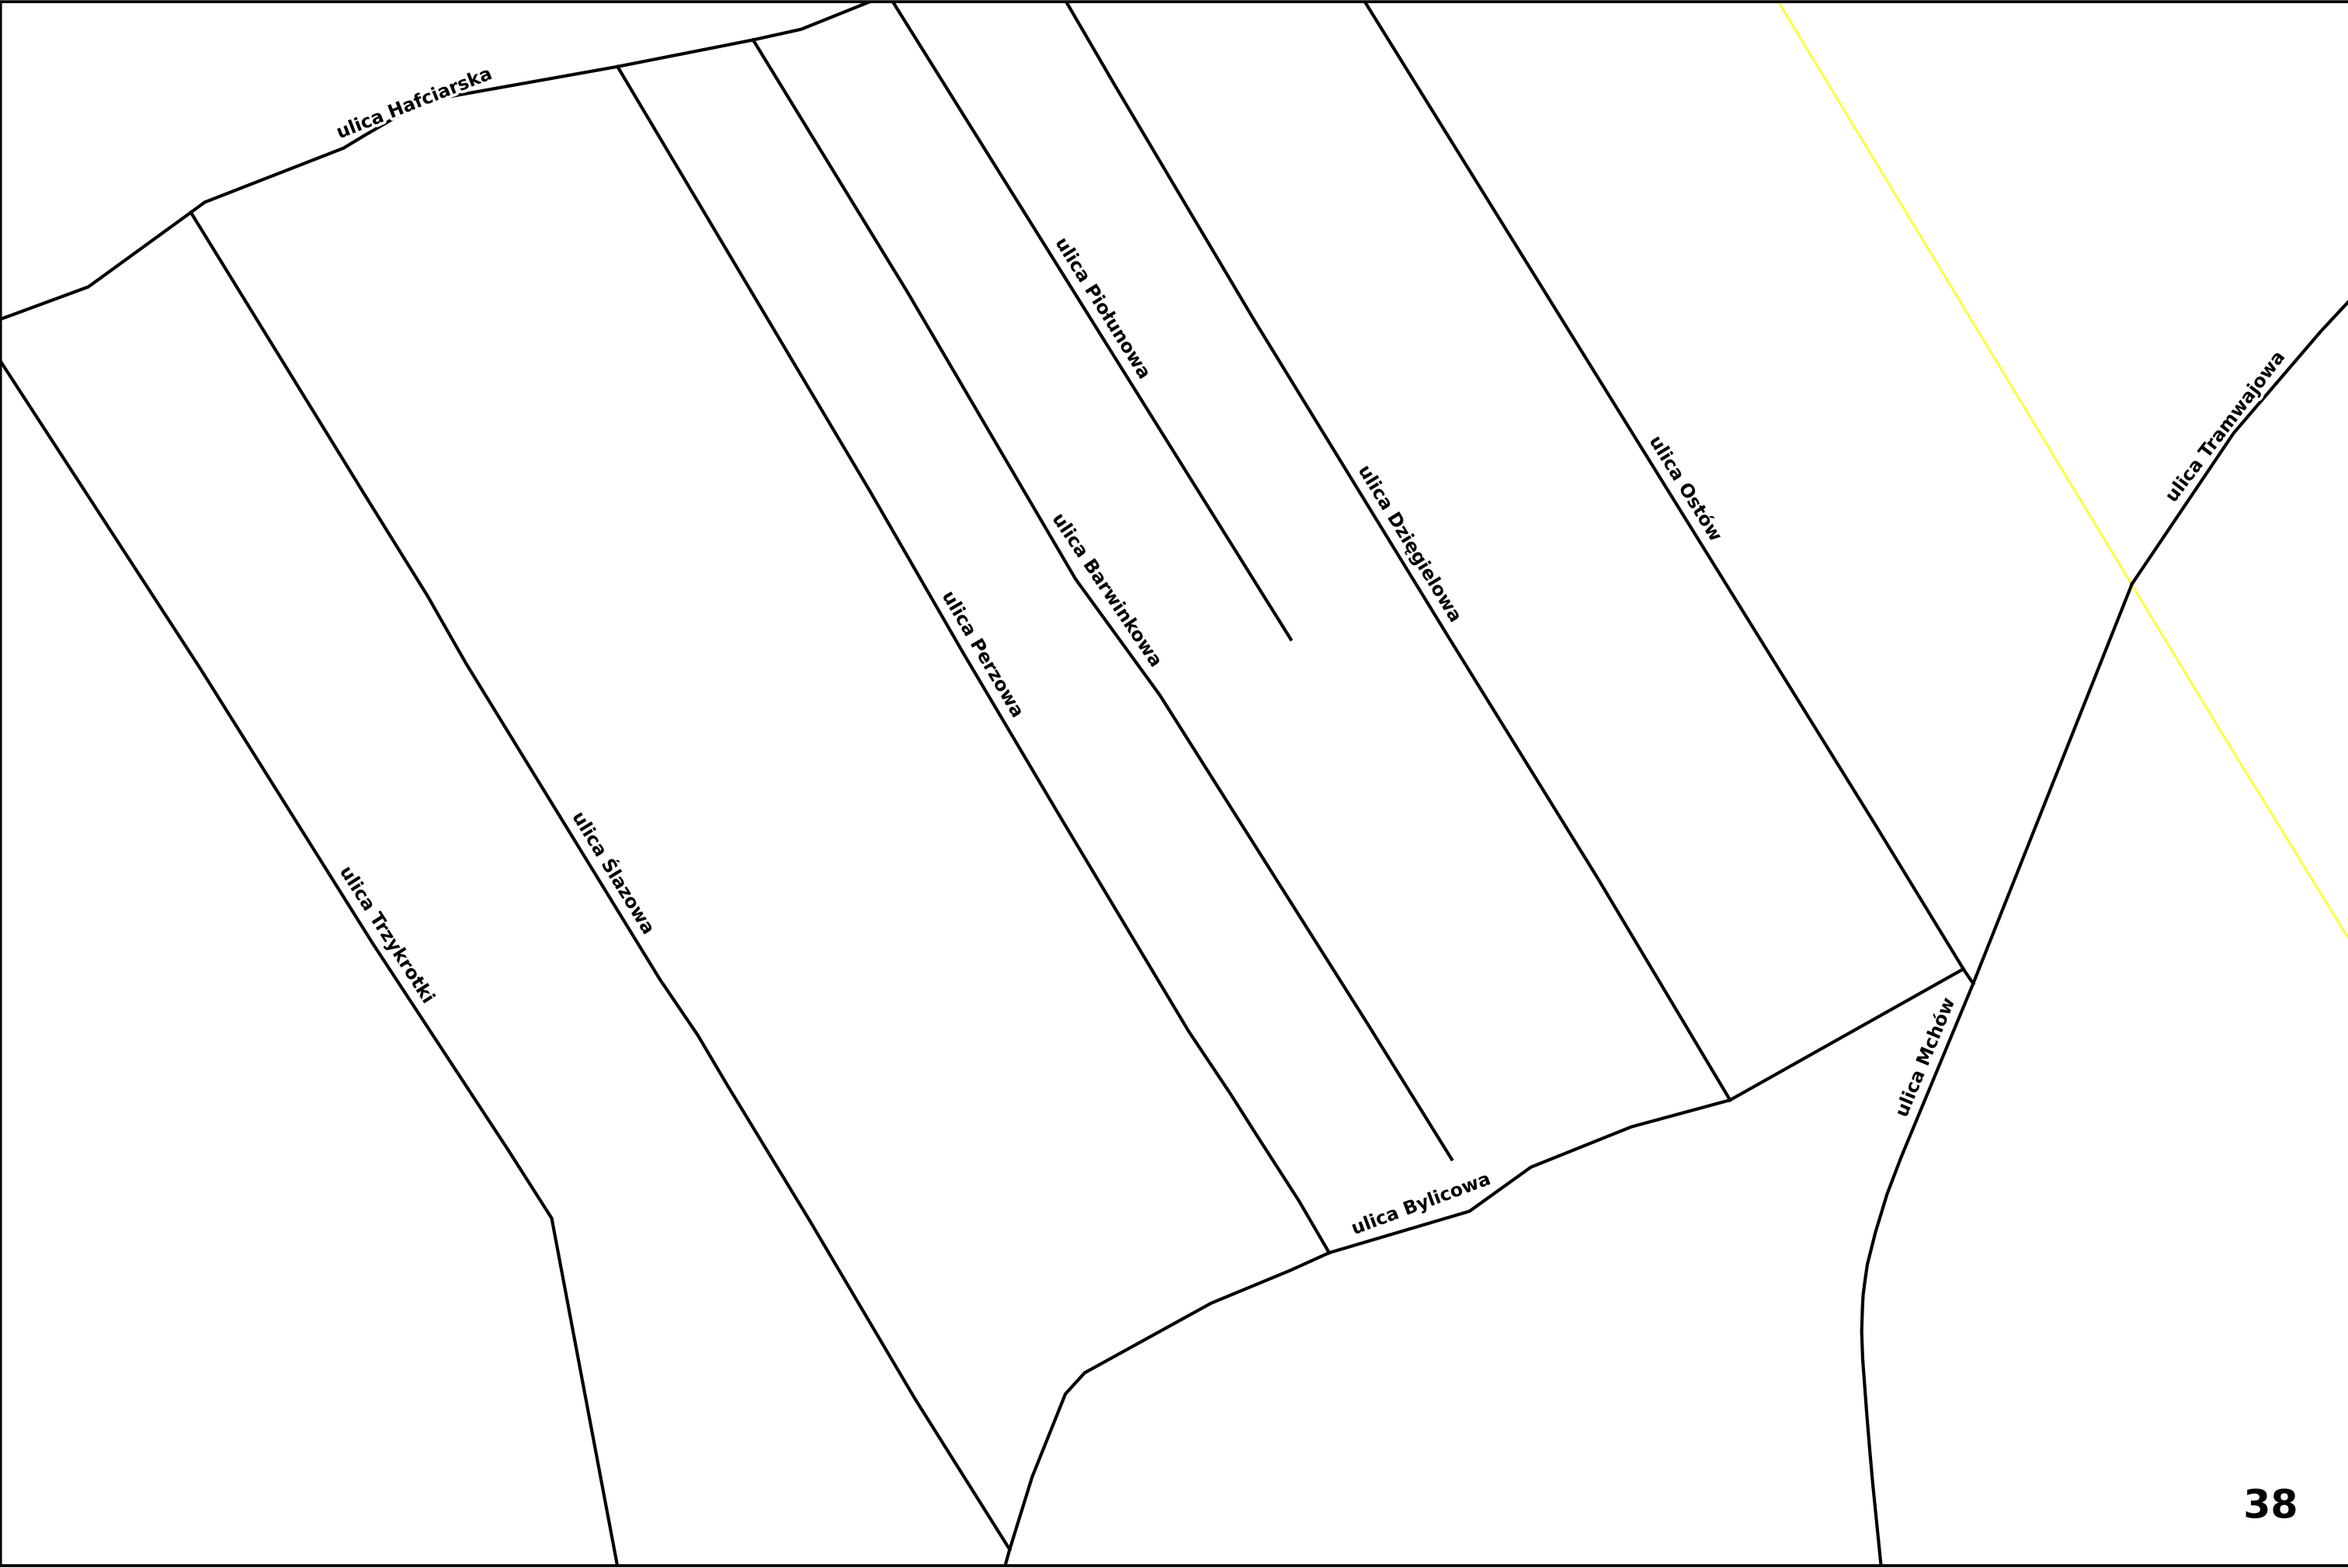 ulica Hafciarska
ulica Piołunowa
ulica Tramwajowa
ulica Ostów
ulica Dzięgielowa
ulica Barwinkowa
ulica Perzowa
ulica Ślazowa
ulica Trzykrotki
ulica Mchów
ulica Bylicowa
38